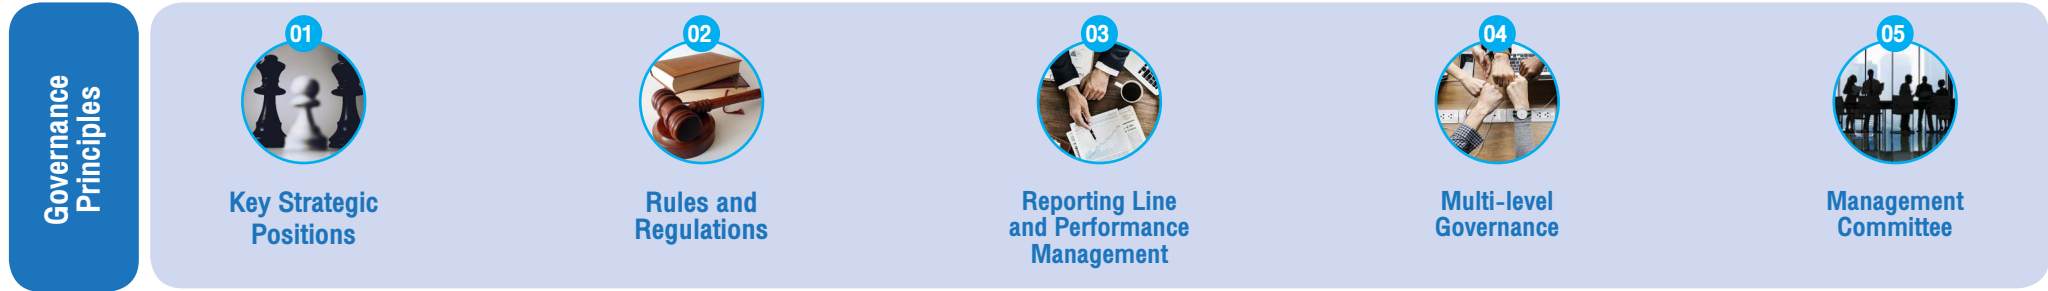 Governance
Principles
01
Key Strategic
Positions
02
Rules and
Regulations
03
Reporting Line
and Performance
Management
04
Multi-level
Governance
05
Management
Committee